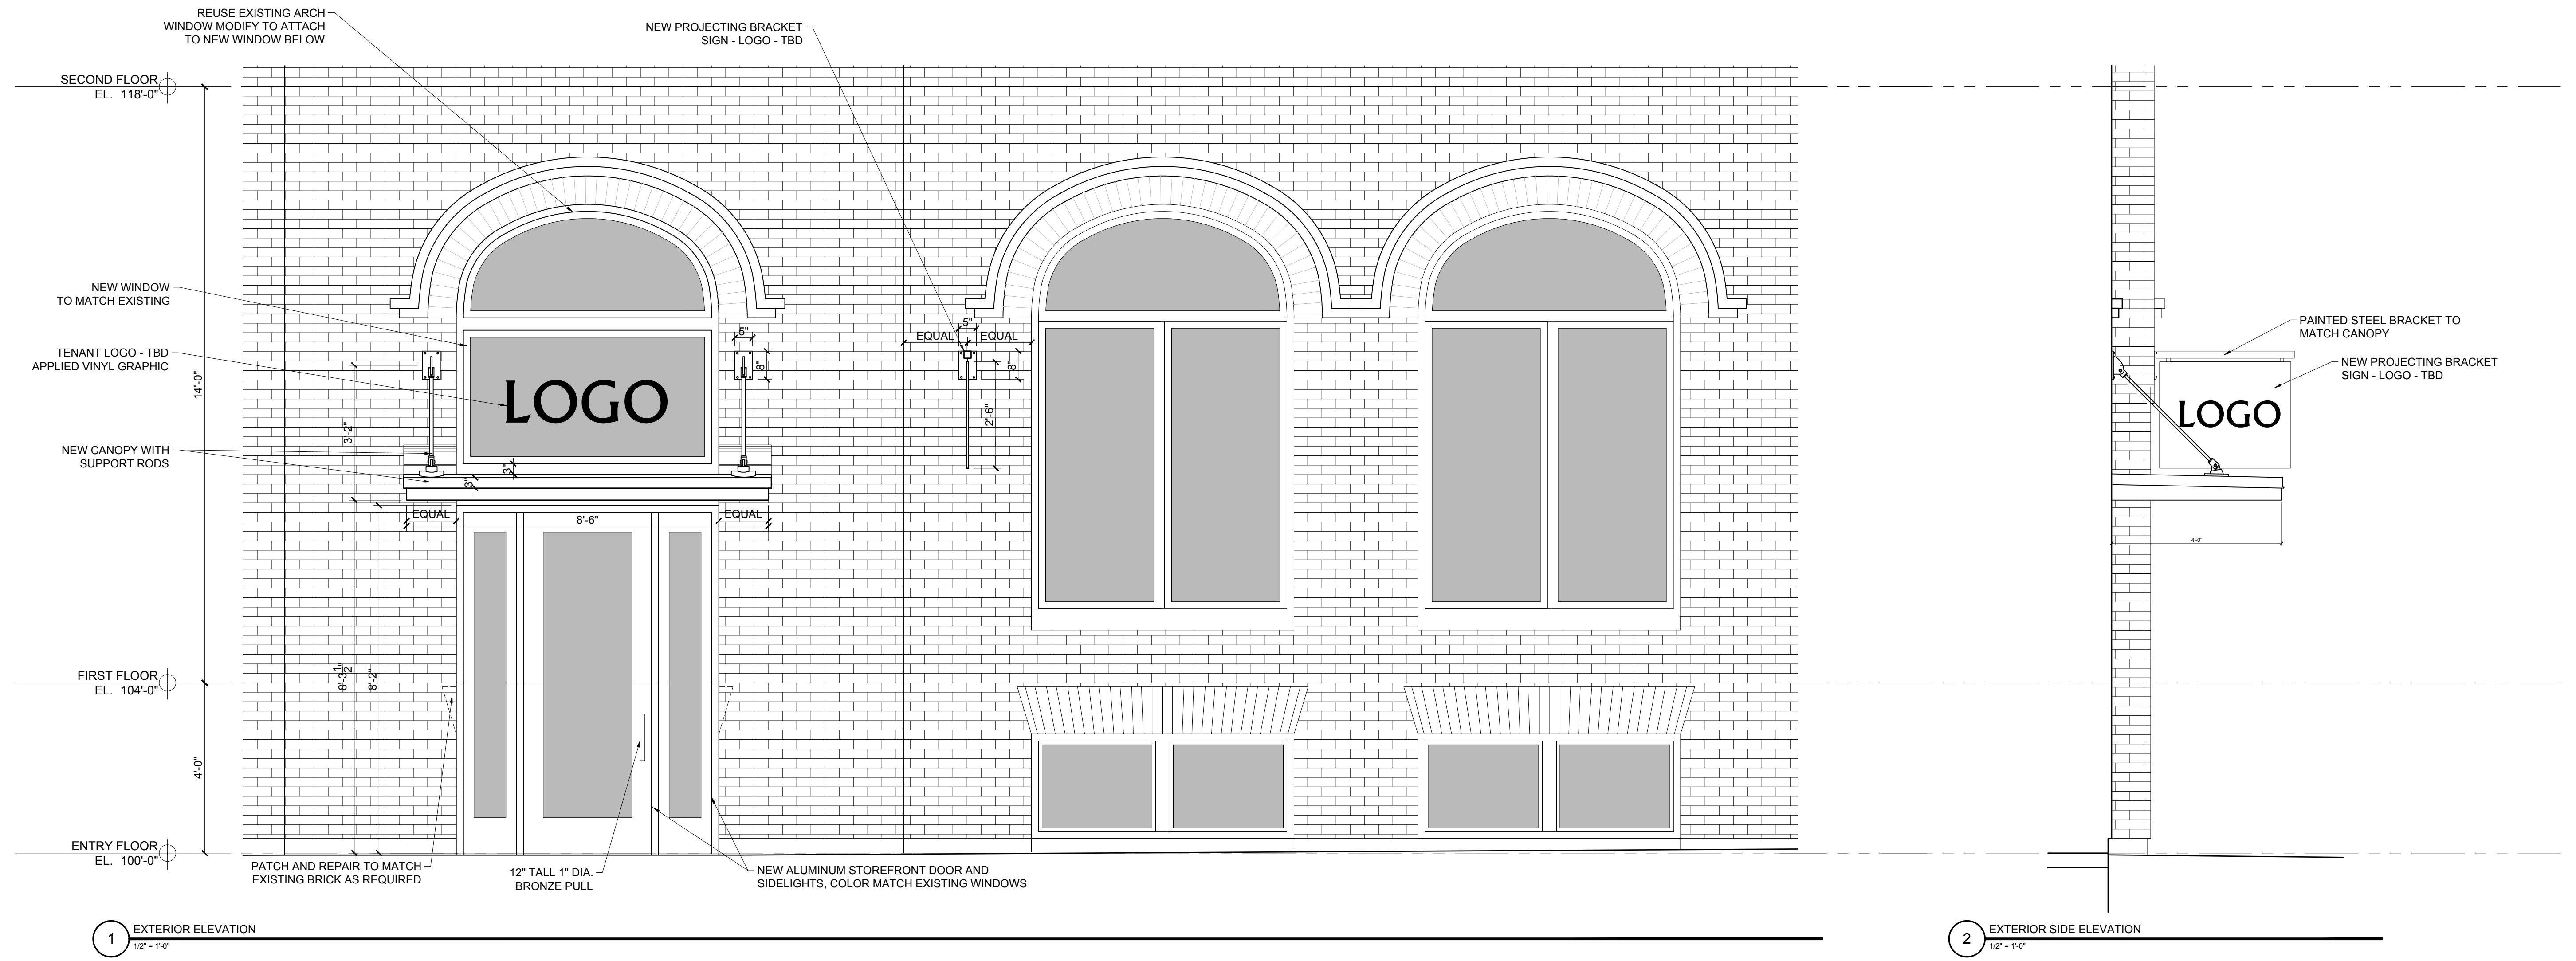 REUSE EXISTING ARCH
WINDOW MODIFY TO ATTACH
TO NEW WINDOW BELOW
NEW PROJECTING BRACKET
SIGN - LOGO - TBD
SECOND FLOOR
EL. 118'-0"
NEW WINDOW
TO MATCH EXISTING
TENANT LOGO - TBD
APPLIED VINYL GRAPHIC
NEW CANOPY WITH
SUPPORT RODS
14'-0"
3'-2"
LOGO
5"
8"
3"
3"
EQUAL
8'-6"
EQUAL
EQUAL
5"
EQUAL
8"
2'-6"
FIRST FLOOR
EL. 104'-0"
8'-3 1/2"
8'-2"
4'-0"
ENTRY FLOOR
EL. 100'-0"
PATCH AND REPAIR TO MATCH
EXISTING BRICK AS REQUIRED
12" TALL 1" DIA.
BRONZE PULL
NEW ALUMINUM STOREFRONT DOOR AND
SIDELIGHTS, COLOR MATCH EXISTING WINDOWS
1
EXTERIOR ELEVATION
1/2" = 1'-0"
PAINTED STEEL BRACKET TO
MATCH CANOPY
NEW PROJECTING BRACKET
SIGN - LOGO - TBD
LOGO
4'-0"
2
EXTERIOR SIDE ELEVATION
1/2" = 1'-0"